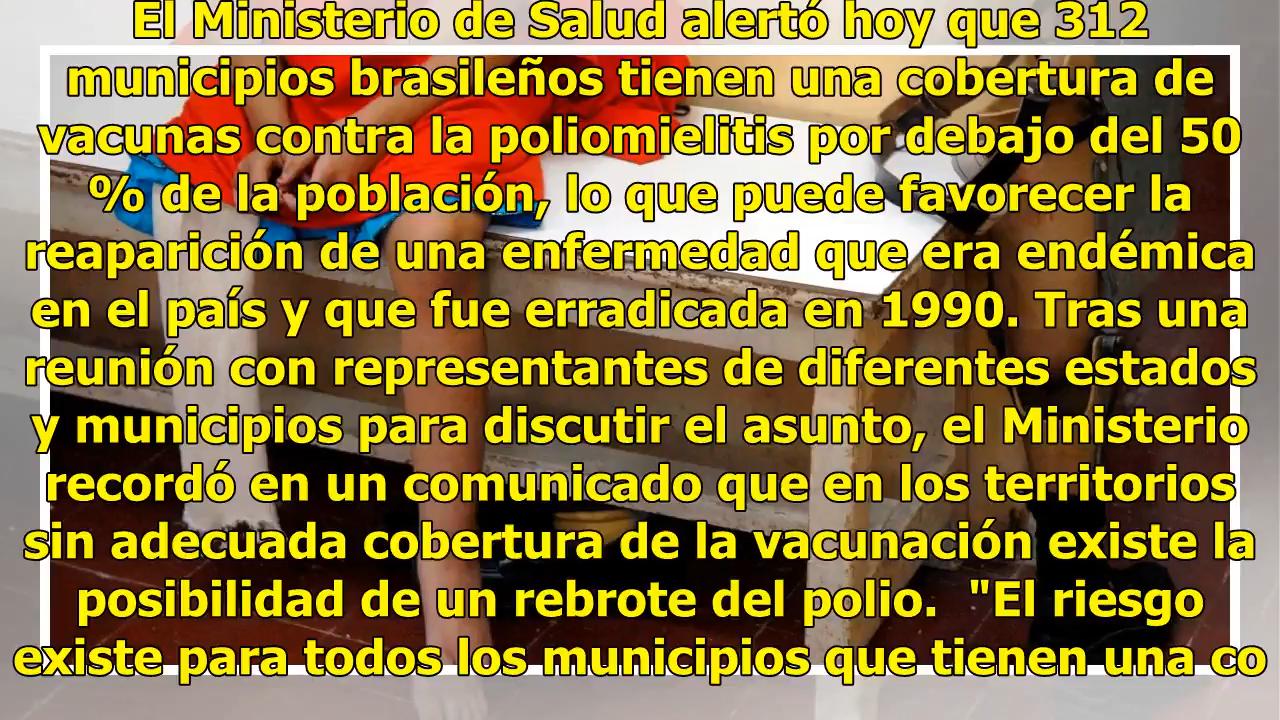 El Ministerio de Salud alertó hoy que 312
municipios brasileños tienen una cobertura de
vacunas contra la poliomielitis por debajo del 50
% de la población, lo que puede favorecer la
reaparición de una enfermedad que era endémica
en el país y que fue erradicada en 1990. Tras una
reunión con representantes de diferentes estados
y municipios para discutir el asunto, el Ministerio
recordó en un comunicado que en los territorios
sin adecuada cobertura de la vacunación existe la
posibilidad de un rebrote del polio.  "El riesgo
existe para todos los municipios que tienen una co